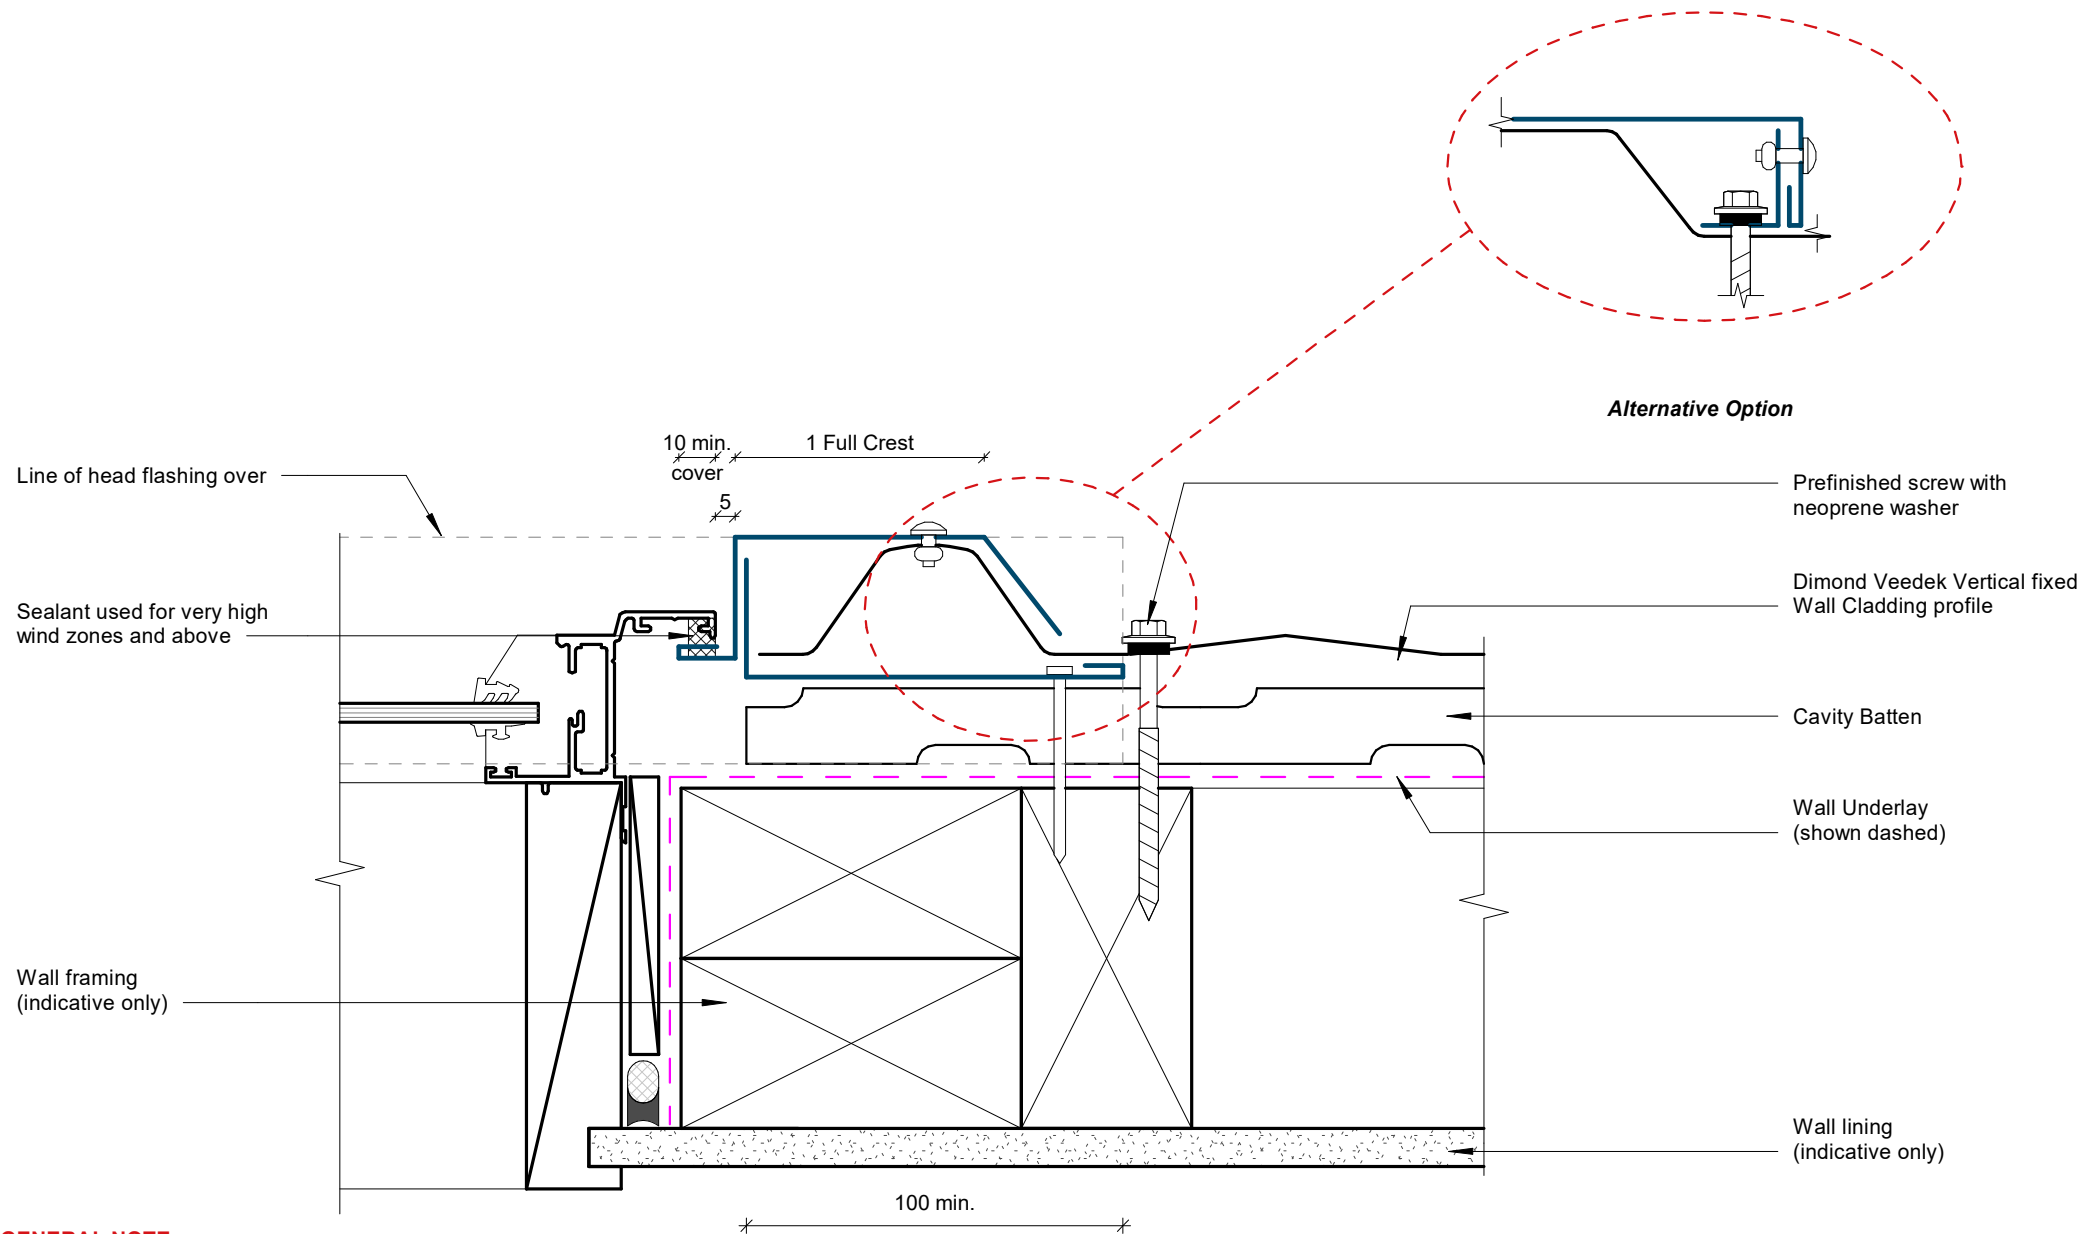 Alternative Option
10 min.
cover
1 Full Crest
5
Line of head flashing over
Prefinished screw with
neoprene washer
Sealant used for very high
wind zones and above
Dimond Veedek Vertical fixed
Wall Cladding profile
Cavity Batten
Wall Underlay
(shown dashed)
Wall framing
(indicative only)
Wall lining
(indicative only)
100 min.
GENERAL NOTE